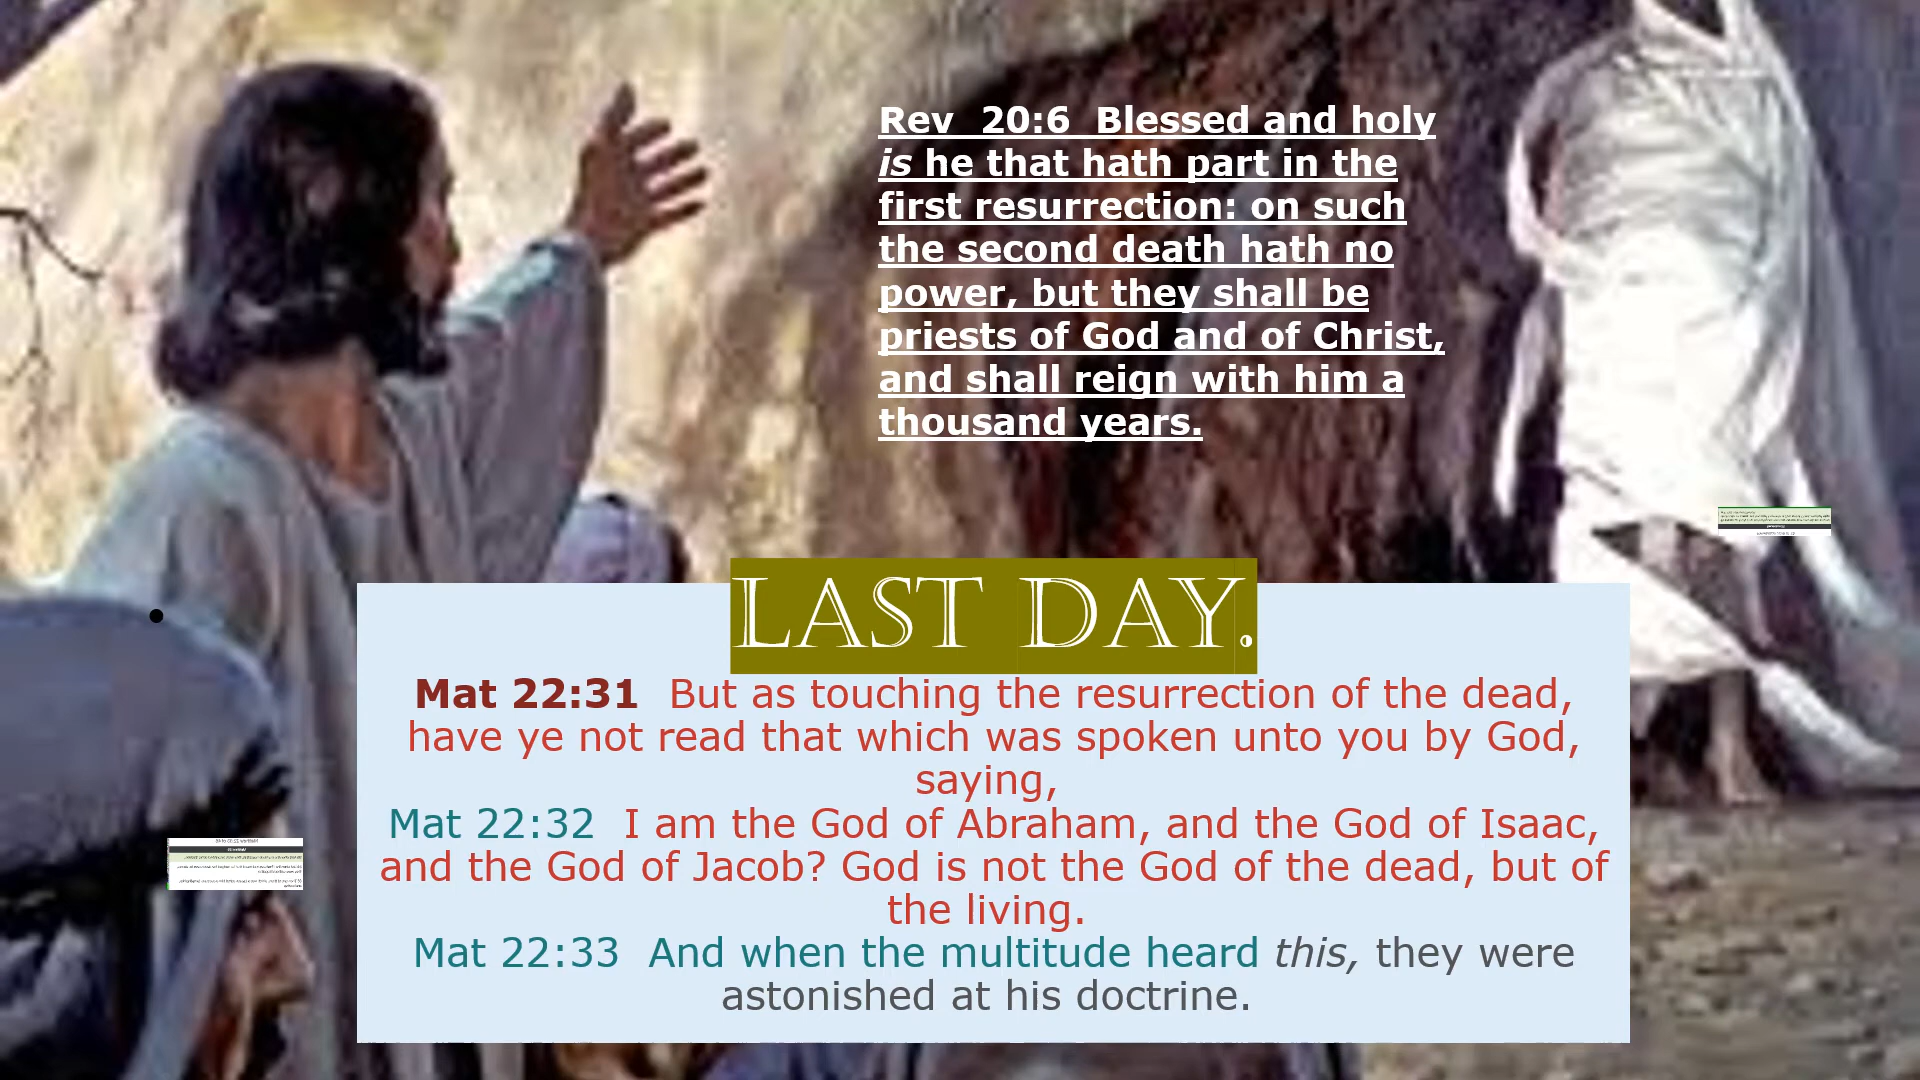 Rev  20:6  Blessed and holy
is he that hath part in the
first resurrection: on such
the second death hath no
power, but they shall be
priests of God and of Christ,
and shall reign with him a
thousand years.
LAST DAY.
Mat 22:31  But as touching the resurrection of the dead,
have ye not read that which was spoken unto you by God,
saying,
Mat 22:32  I am the God of Abraham, and the God of Isaac,
and the God of Jacob? God is not the God of the dead, but of
the living.
Mat 22:33  And when the multitude heard this, they were
astonished at his doctrine.